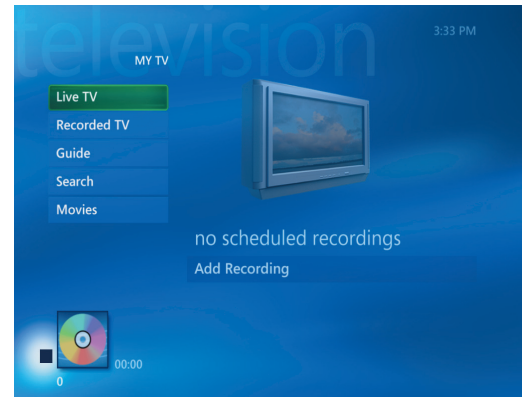 television
3:33 PM
MY TV
Live TV
Recorded TV
Guide
Search
Movies
no scheduled recordings
Add Recording
00:00
0